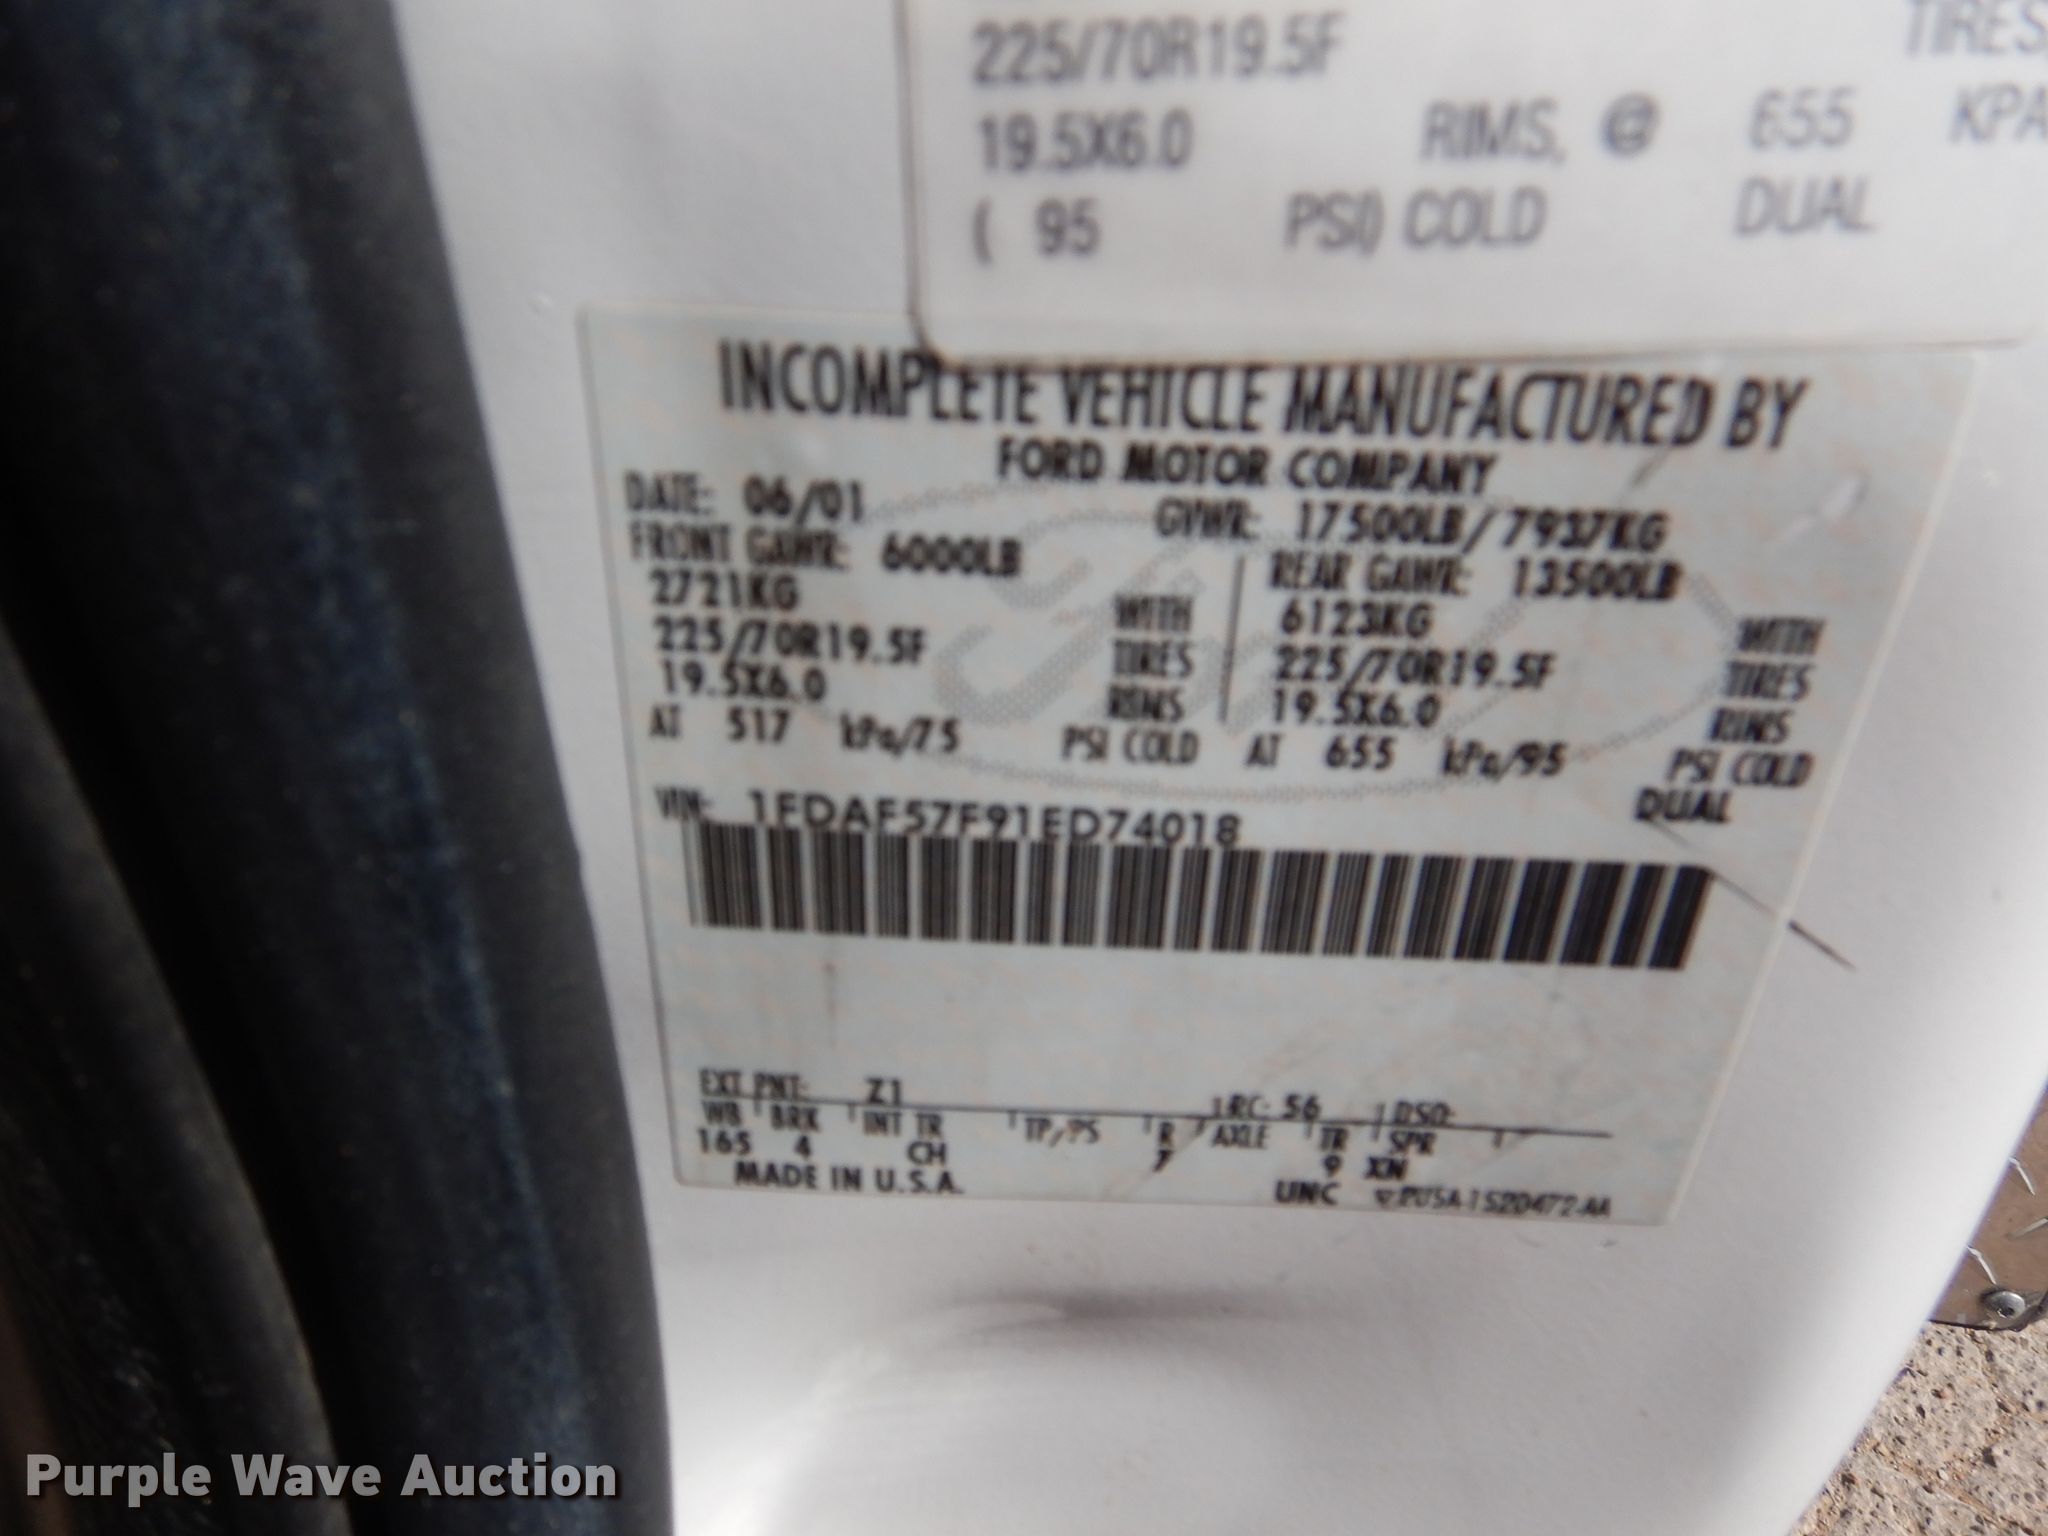 225/70R19.5F TIRES,
19.5X6.0 RIMS, @ 655 KPA
( 95 PSI) COLD DUAL
INCOMPLETE VEHICLE MANUFACTURED BY
FORD MOTOR COMPANY
DATE: 06/01 GVWR: 17500LB/7937KG
FRONT GAWR: 6000LB REAR GAWR: 13500LB
2721KG WITH 6123KG WITH
225/70R19.5F TIRES 225/70R19.5F TIRES
19.5X6.0 RIMS 19.5X6.0 RIMS
AT 517 kPa/75 PSI COLD AT 655 kPa/95 PSI COLD
DUAL
VIN: 1FDAF57F91ED74018
EXT PNT: Z1 RC: 56 DSO:
WB BRK INT TR TP/PS R AXLE TR SPR
165 4 CH 7 9 XN
MADE IN U.S.A. UNC
Purple Wave Auction